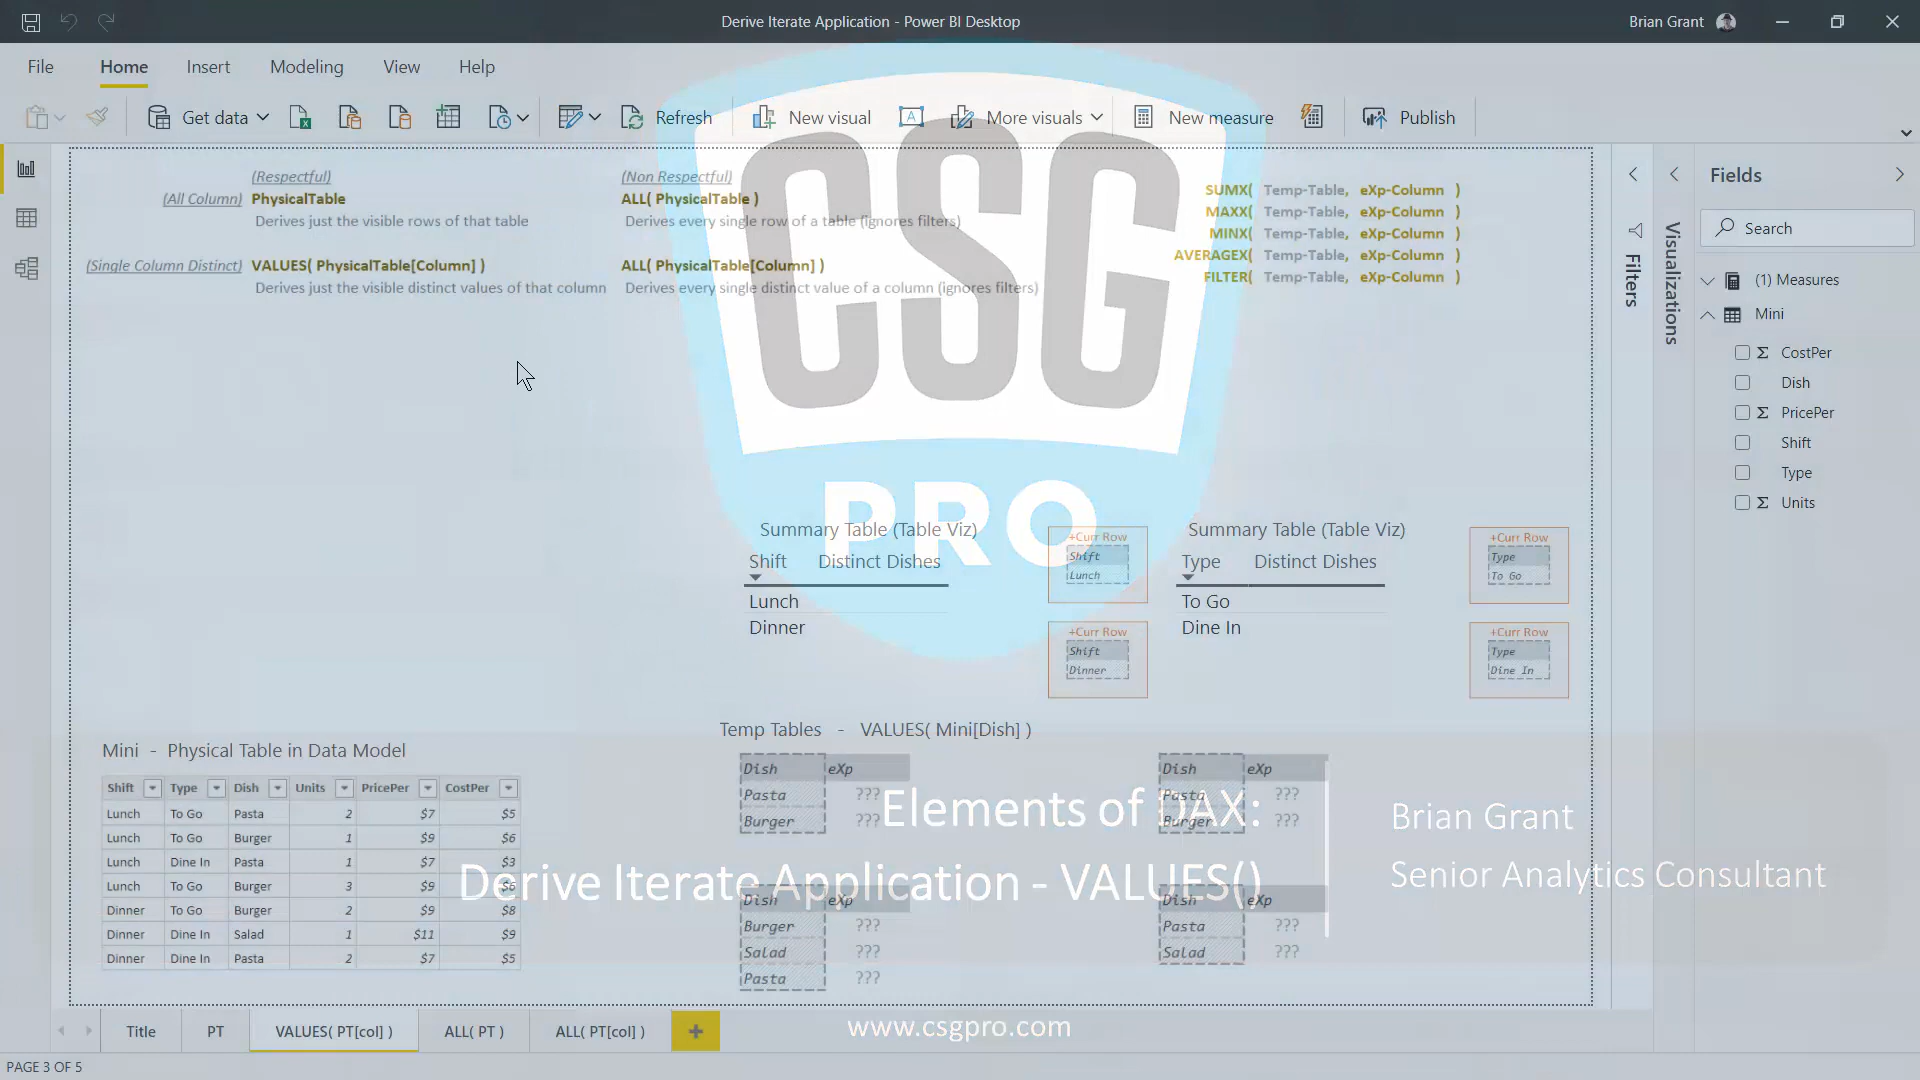 Derive Iterate Application - Power BI Desktop
Brian Grant
File
Home
Insert
Modeling
View
Help
Get data
Refresh
New visual
More visuals
New measure
Publish
(Respectful)
(Non Respectful)
(All Column)
PhysicalTable
ALL( PhysicalTable )
Derives just the visible rows of that table
Derives every single row of a table (ignores filters)
(Single Column Distinct)
VALUES( PhysicalTable[Column] )
ALL( PhysicalTable[Column] )
Derives just the visible distinct values of that column
Derives every single distinct value of a column (ignores filters)
SUMX( Temp-Table, eXp-Column )
MAXX( Temp-Table, eXp-Column )
MINX( Temp-Table, eXp-Column )
AVERAGEX( Temp-Table, eXp-Column )
FILTER( Temp-Table, eXp-Column )
CSG
PRO
Filters
Visualizations
Fields
Search
(1) Measures
Mini
CostPer
Dish
PricePer
Shift
Type
Units
Summary Table (Table Viz)
Shift Distinct Dishes
Lunch
Dinner
+Curr Row
Shift
Lunch
+Curr Row
Shift
Dinner
Summary Table (Table Viz)
Type Distinct Dishes
To Go
Dine In
+Curr Row
Type
To Go
+Curr Row
Type
Dine In
Temp Tables - VALUES( Mini[Dish] )
Dish eXp
Pasta ???
Burger ???
Dish eXp
Pasta ???
Burger ???
Dish eXp
Burger ???
Salad ???
Pasta ???
Dish eXp
Pasta ???
Salad ???
Mini - Physical Table in Data Model
Shift Type Dish Units PricePer CostPer
Lunch To Go Pasta 2 $7 $5
Lunch To Go Burger 1 $9 $6
Lunch Dine In Pasta 1 $7 $3
Lunch To Go Burger 3 $9 $6
Dinner To Go Burger 2 $9 $8
Dinner Dine In Salad 1 $11 $9
Dinner Dine In Pasta 2 $7 $5
Elements of DAX:
Derive Iterate Application - VALUES()
Brian Grant
Senior Analytics Consultant
Title
PT
VALUES( PT[col] )
ALL( PT )
ALL( PT[col] )
www.csgpro.com
PAGE 3 OF 5